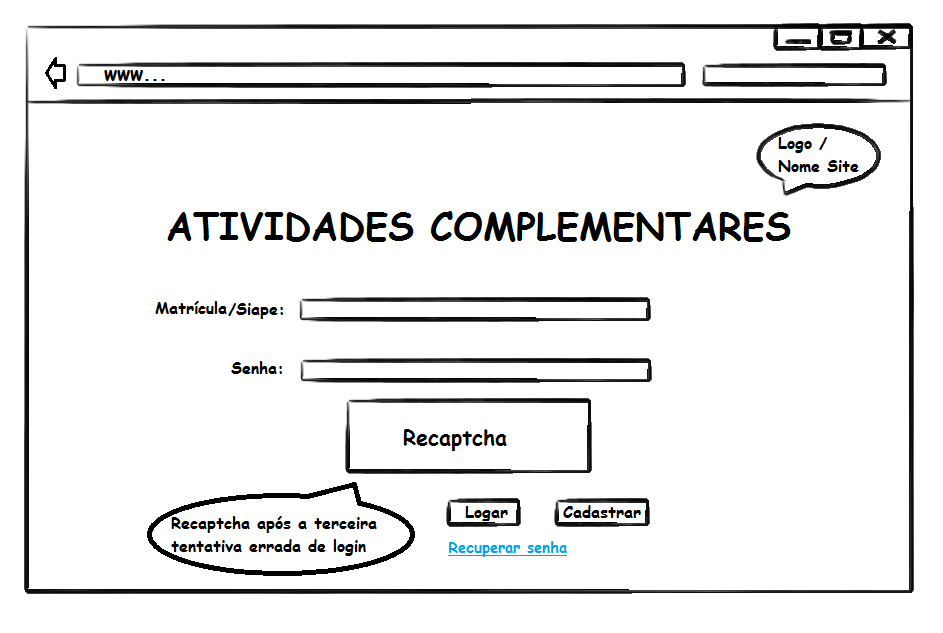 www...
Logo /
Nome Site
ATIVIDADES COMPLEMENTARES
Matrícula/Siape:
Senha:
Recaptcha
Recaptcha após a terceira
tentativa errada de login
Logar
Cadastrar
Recuperar senha